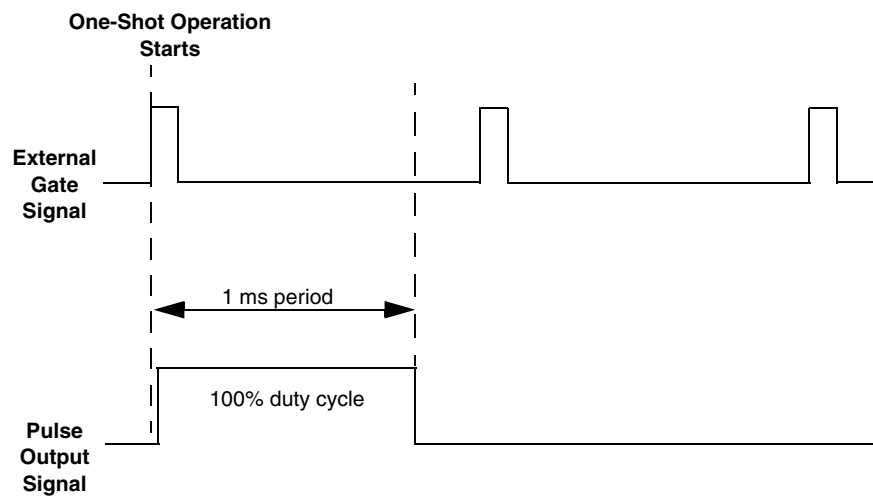 One-Shot Operation
Starts
External
Gate
Signal
1 ms period
100% duty cycle
Pulse
Output
Signal